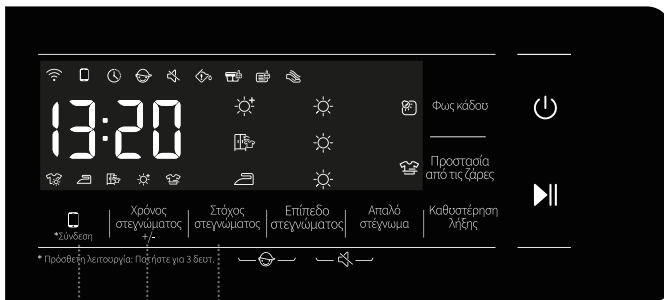 13:20
Φως κάδου
Προστασία
από τις ζάρες
*Σύνδεση
Χρόνος
στεγνώματος
+/-
Στόχος
στεγνώματος
Επίπεδο
στεγνώματος
Απαλό
στέγνωμα
Καθυστέρηση
λήξης
* Πρόσθετη λειτουργία: Πατήστε για 3 δευτ.